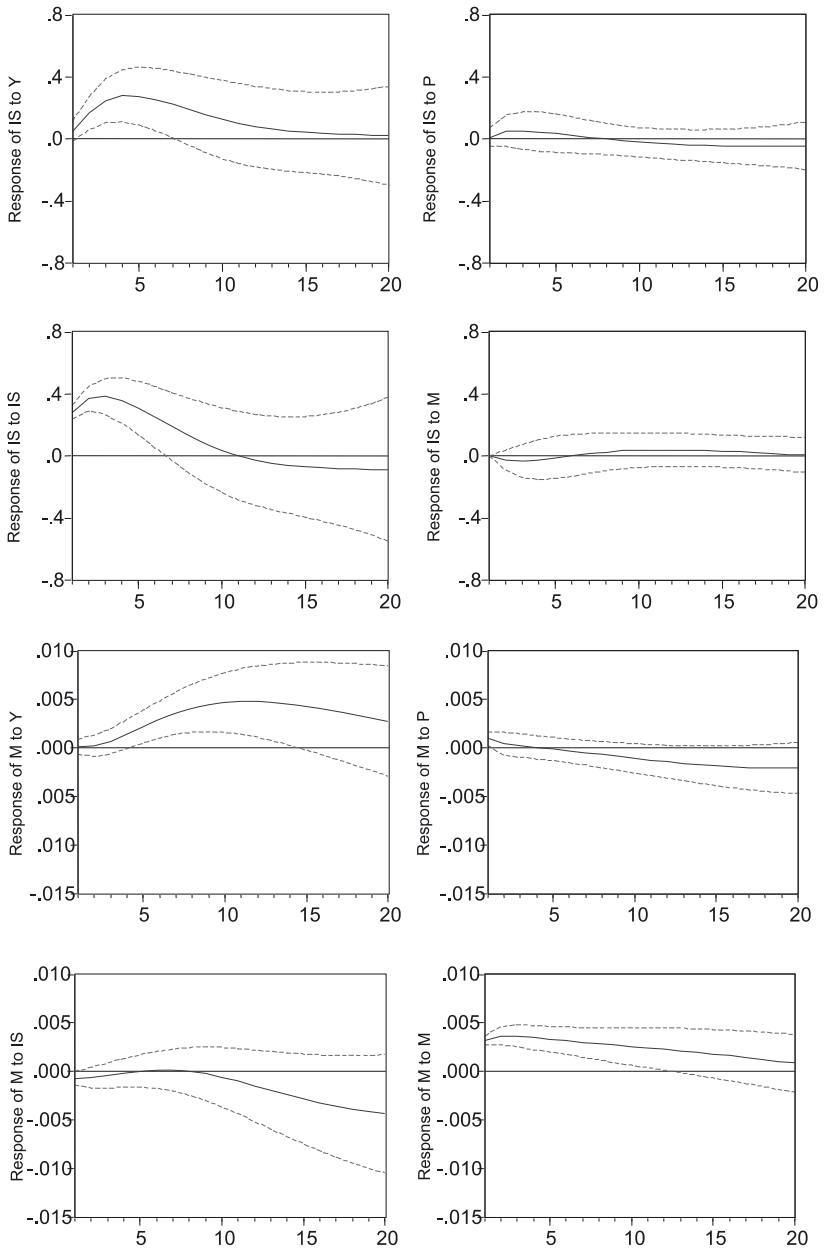 Response of IS to Y
.8
.4
.0
-.4
-.8
5 10 15 20
Response of IS to P
.8
.4
.0
-.4
-.8
5 10 15 20
Response of IS to IS
.8
.4
.0
-.4
-.8
5 10 15 20
Response of IS to M
.8
.4
.0
-.4
-.8
5 10 15 20
Response of M to Y
.010
.005
.000
-.005
-.010
-.015
5 10 15 20
Response of M to P
.010
.005
.000
-.005
-.010
-.015
5 10 15 20
Response of M to IS
.010
.005
.000
-.005
-.010
-.015
5 10 15 20
Response of M to M
.010
.005
.000
-.005
-.010
-.015
5 10 15 20